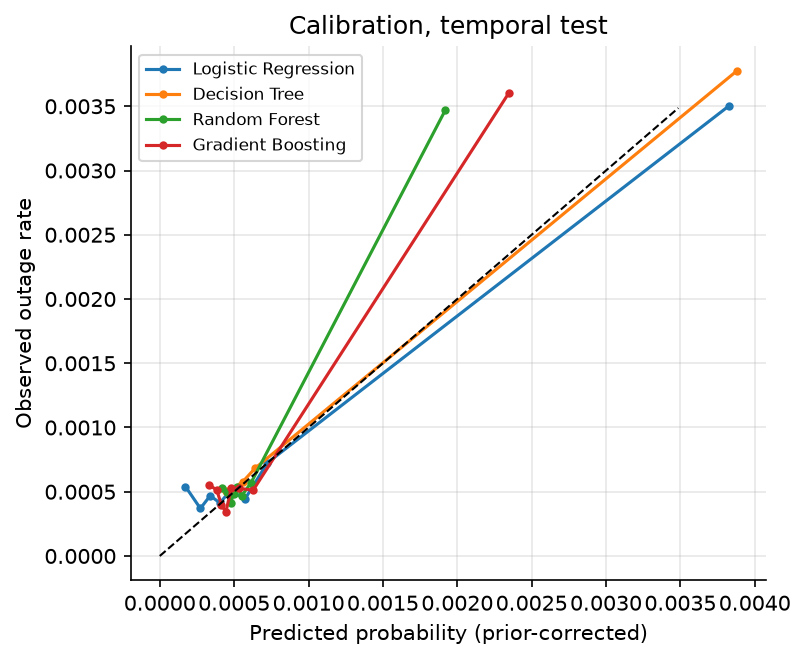 Calibration, temporal test
Logistic Regression
Decision Tree
Random Forest
Gradient Boosting
0.0035
0.0030
0.0025
0.0020
0.0015
0.0010
0.0005
0.0000
Observed outage rate
0.0000 0.0005 0.0010 0.0015 0.0020 0.0025 0.0030 0.0035 0.0040
Predicted probability (prior-corrected)